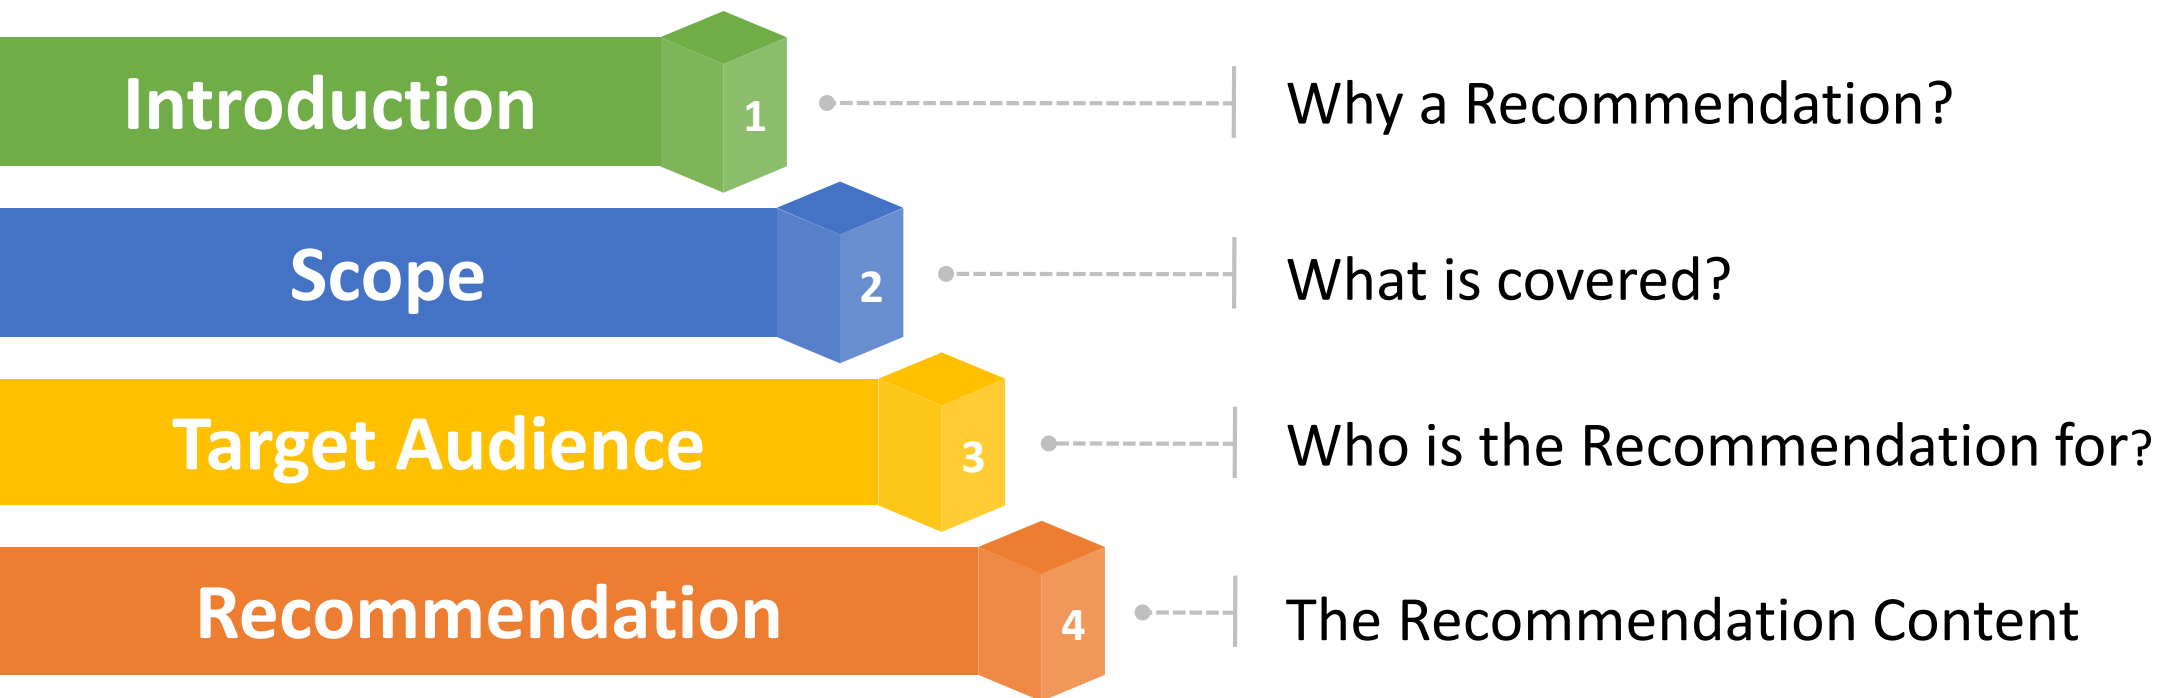 Introduction 1 Why a Recommendation?
Scope 2 What is covered?
Target Audience 3 Who is the Recommendation for?
Recommendation 4 The Recommendation Content